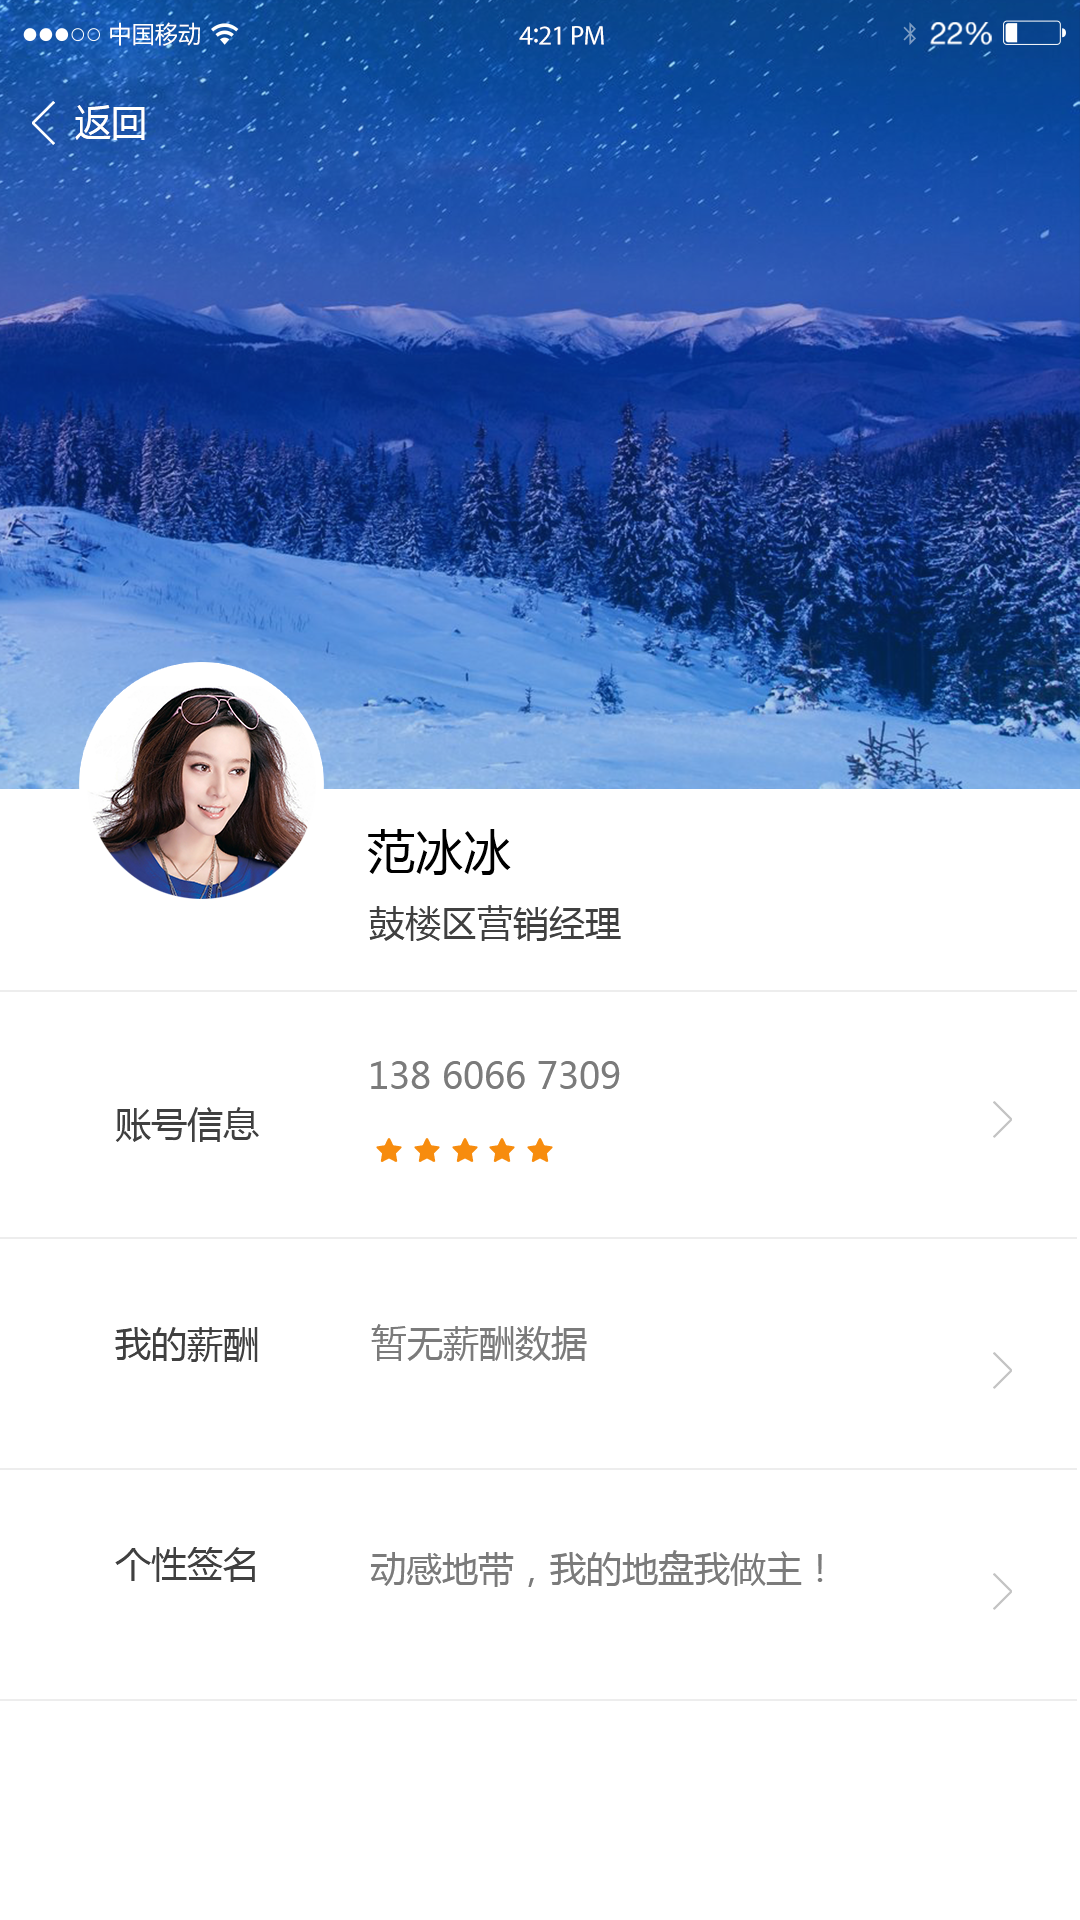 中国移动 4:21 PM 22%
返回
范冰冰
鼓楼区营销经理
138 6066 7309
账号信息
我的薪酬 暂无薪酬数据
个性签名 动感地带，我的地盘我做主！